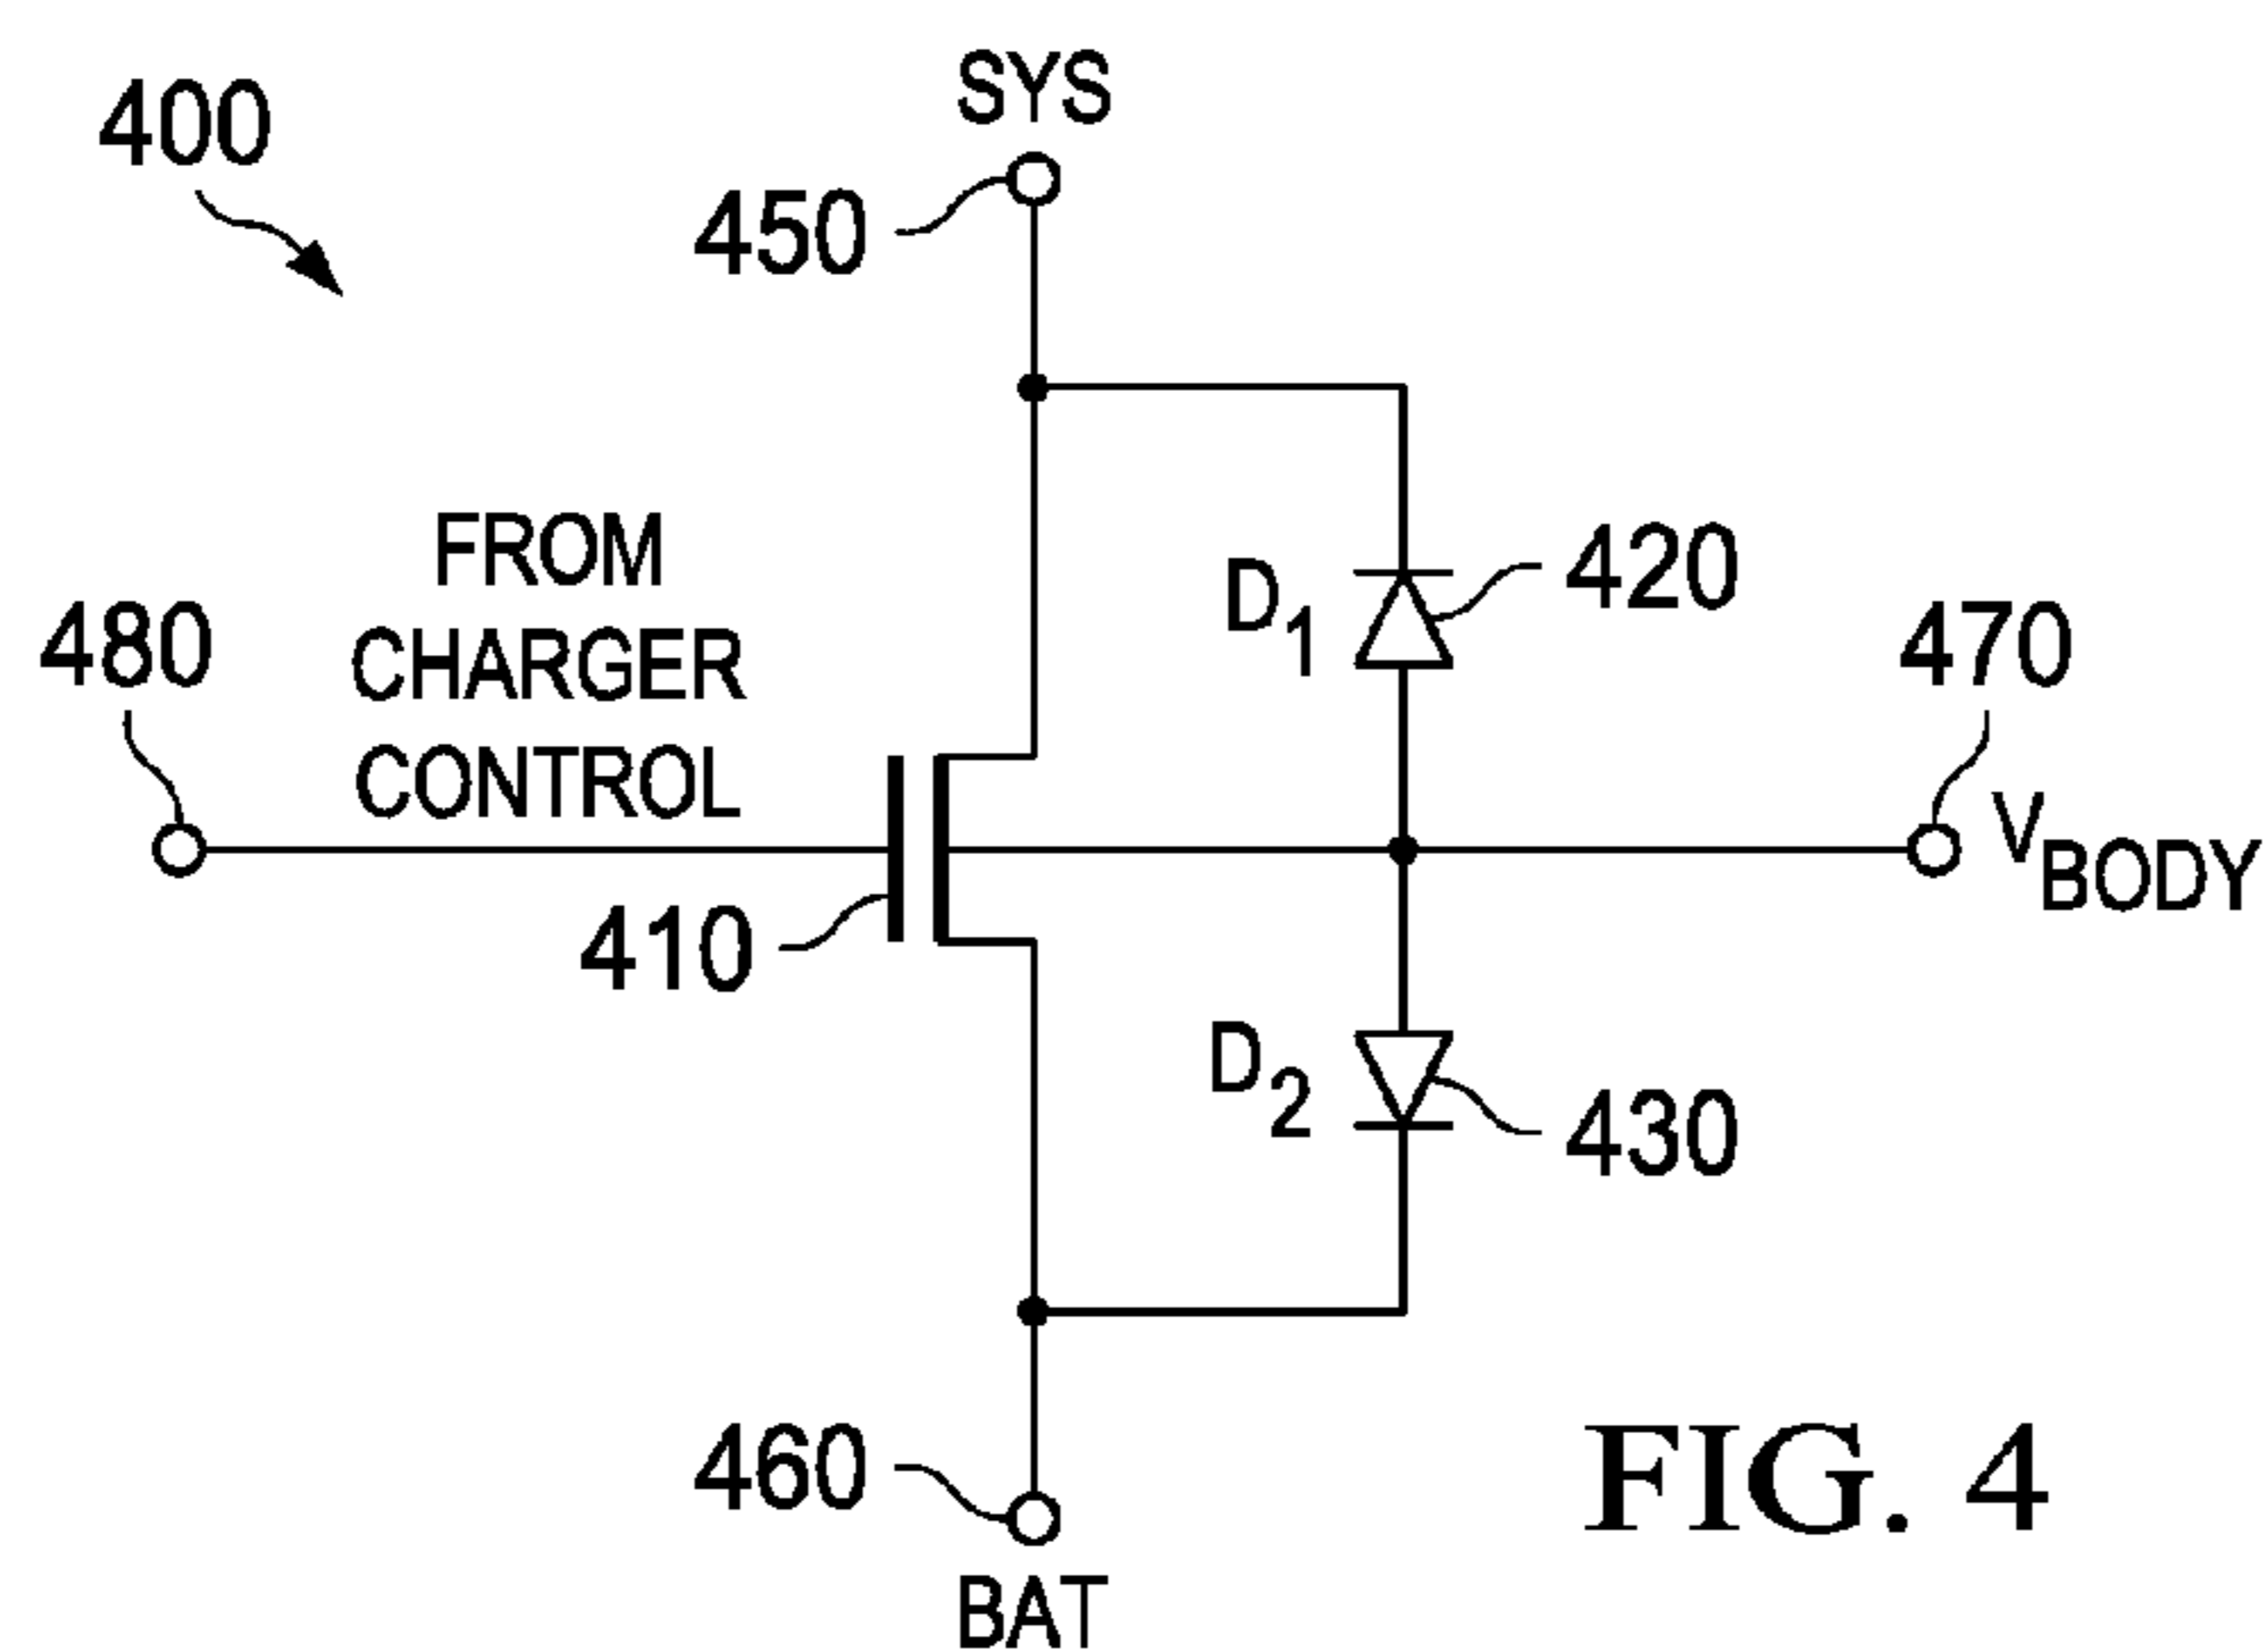 400
SYS
450
FROM
CHARGER
CONTROL
480
D1
420
470
VBODY
410
D2
430
460
BAT
FIG. 4